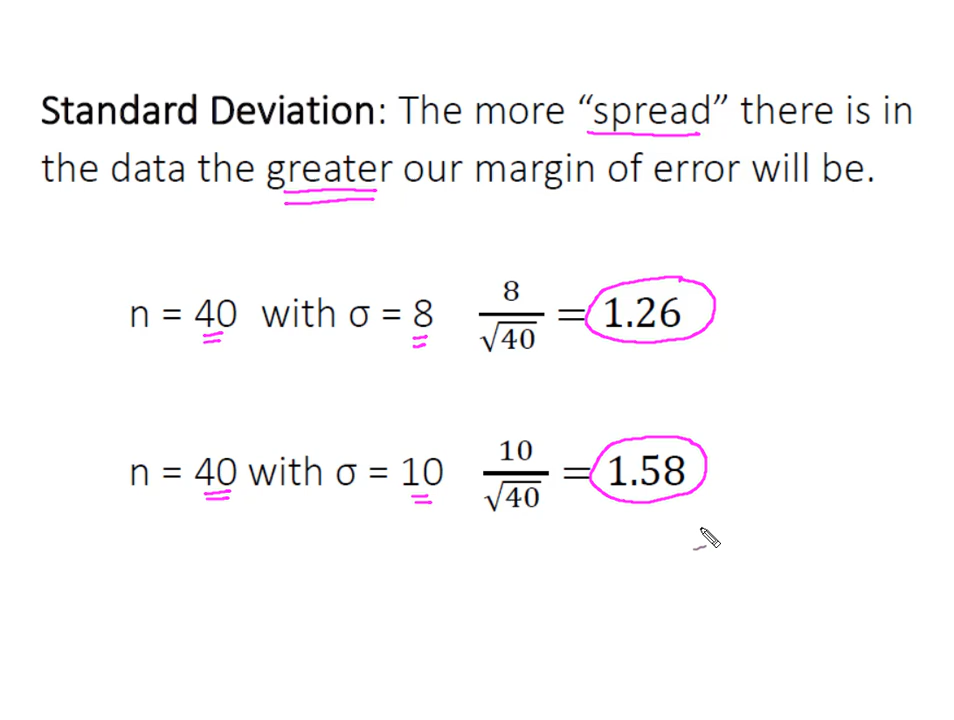 Standard Deviation: The more “spread” there is in
the data the greater our margin of error will be.
n = 40 with σ = 8 8/√40 = 1.26
n = 40 with σ = 10 10/√40 = 1.58